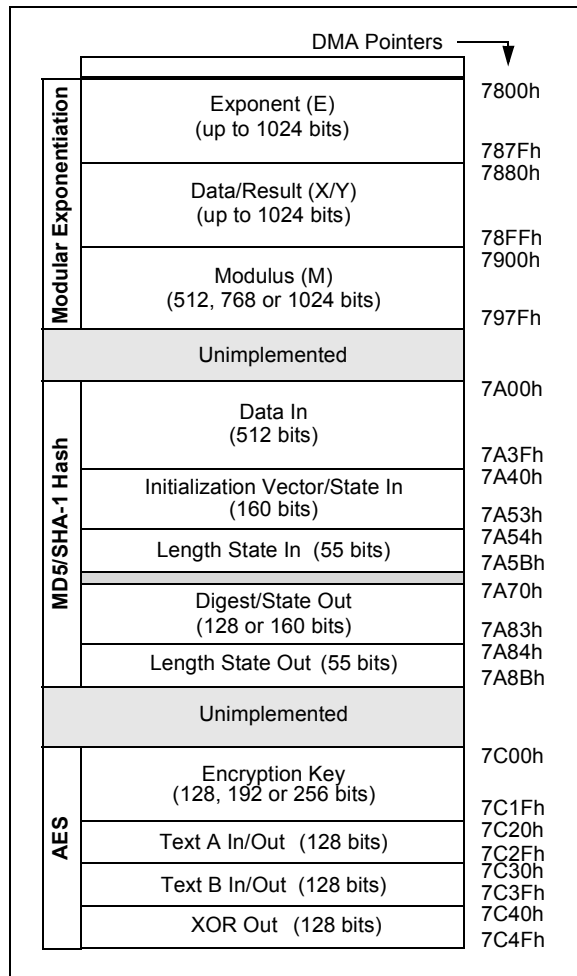 DMA Pointers
Modular Exponentiation
Exponent (E)
(up to 1024 bits)
7800h
787Fh
Data/Result (X/Y)
(up to 1024 bits)
7880h
78FFh
Modulus (M)
(512, 768 or 1024 bits)
7900h
797Fh
Unimplemented
MD5/SHA-1 Hash
Data In
(512 bits)
7A00h
7A3Fh
Initialization Vector/State In
(160 bits)
7A40h
7A53h
Length State In (55 bits)
7A54h
7A5Bh
Digest/State Out
(128 or 160 bits)
7A70h
7A83h
Length State Out (55 bits)
7A84h
7A8Bh
Unimplemented
AES
Encryption Key
(128, 192 or 256 bits)
7C00h
7C1Fh
Text A In/Out (128 bits)
7C20h
7C2Fh
Text B In/Out (128 bits)
7C30h
7C3Fh
XOR Out (128 bits)
7C40h
7C4Fh